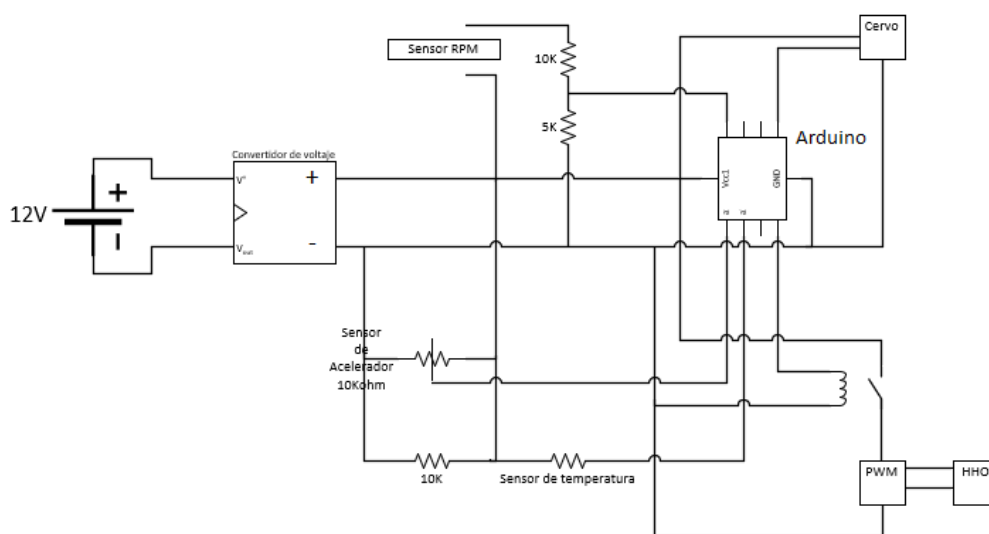 Cervo
Sensor RPM
10K
5K
Arduino
Convertidor de voltaje
V+
+
Vcc1
GND
12V
+
-
-
Vout
Sensor
de
Acelerador
10Kohm
10K
Sensor de temperatura
PWM
HHO